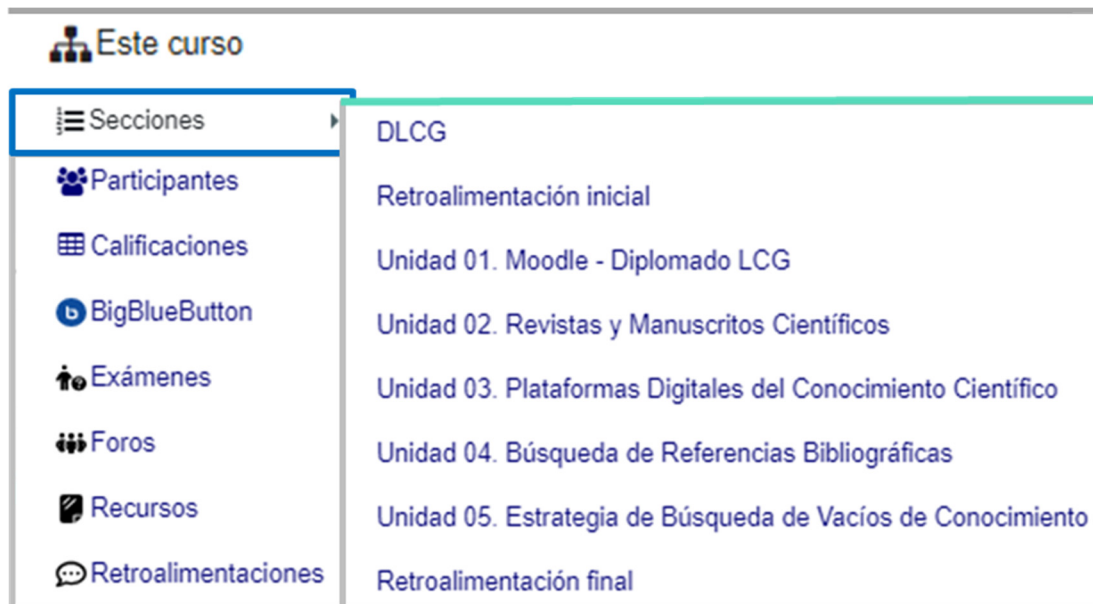 Este curso
Secciones
Participantes
Calificaciones
BigBlueButton
Exámenes
Foros
Recursos
Retroalimentaciones
DLCG
Retroalimentación inicial
Unidad 01. Moodle - Diplomado LCG
Unidad 02. Revistas y Manuscritos Científicos
Unidad 03. Plataformas Digitales del Conocimiento Científico
Unidad 04. Búsqueda de Referencias Bibliográficas
Unidad 05. Estrategia de Búsqueda de Vacíos de Conocimiento
Retroalimentación final